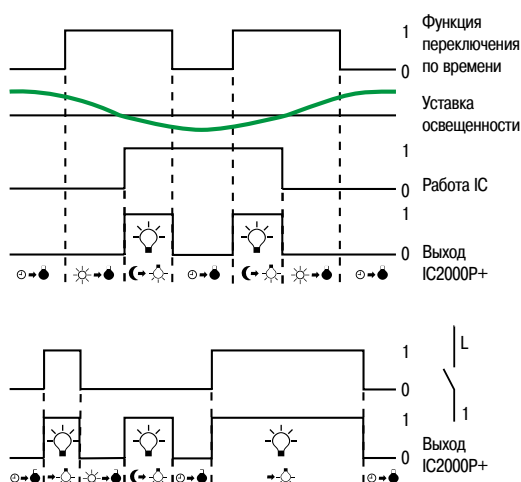 1 Функция
переключения
0 по времени
Уставка
освещенности
1
0 Работа IC
1
0 Выход
IC2000P+
1 L
0
1 1
Выход
0 IC2000P+